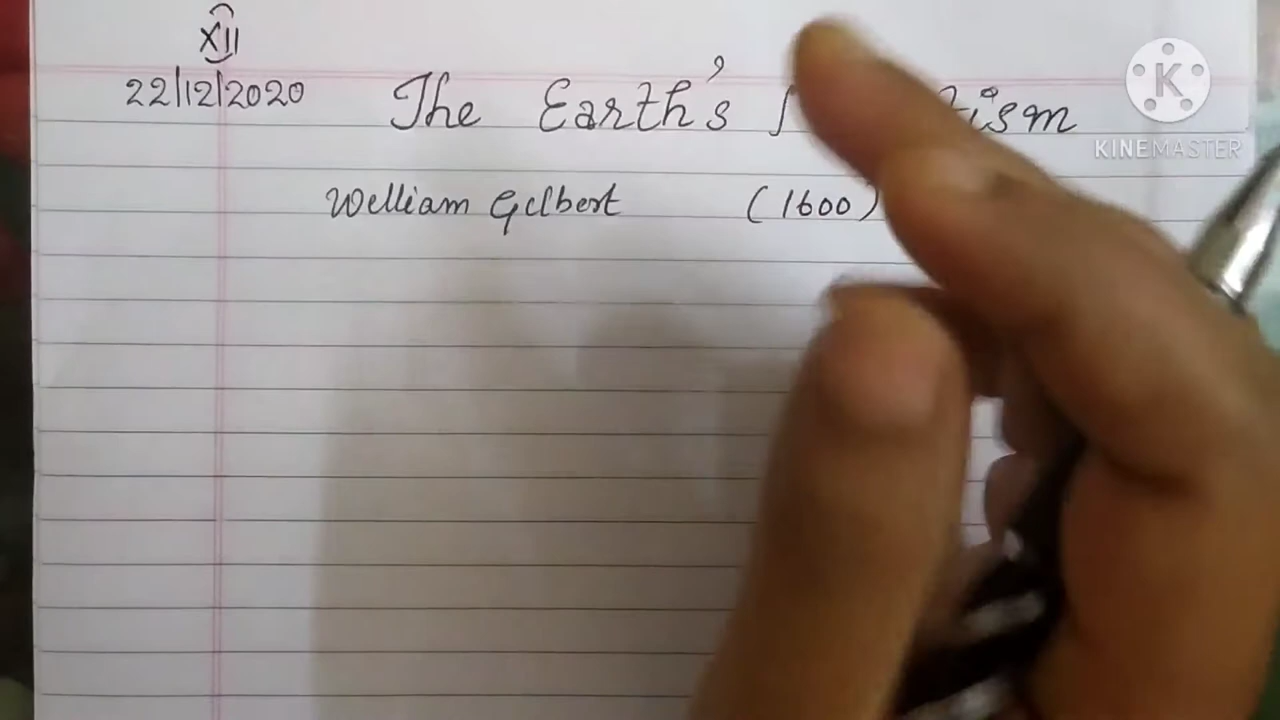 XII
22/12/2020
The Earth's
Welliam Gelbert (1600)
K
KINEMASTER